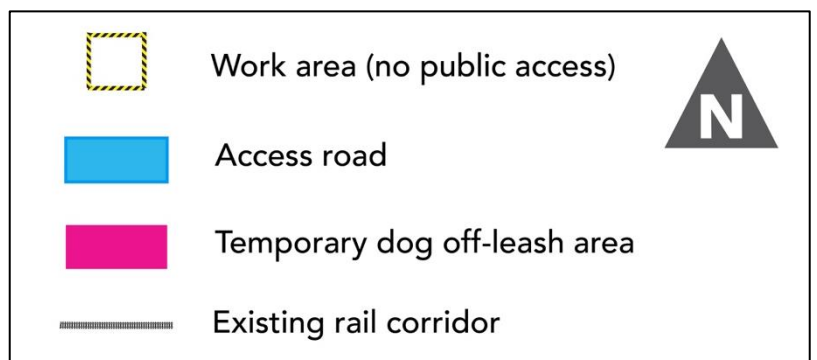 Work area (no public access)
N
Access road
Temporary dog off-leash area
Existing rail corridor